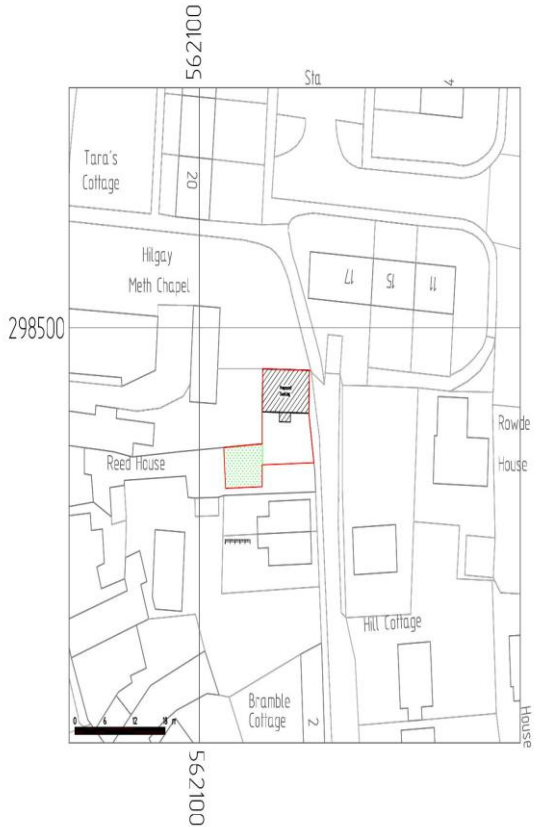 562100
Sta
4
Tara's
Cottage
20
Hilgay
Meth Chapel
17
15
11
298500
Rowde
House
Reed House
Hill Cottage
Bramble
Cottage
2
House
0 6 12 18 m
562100